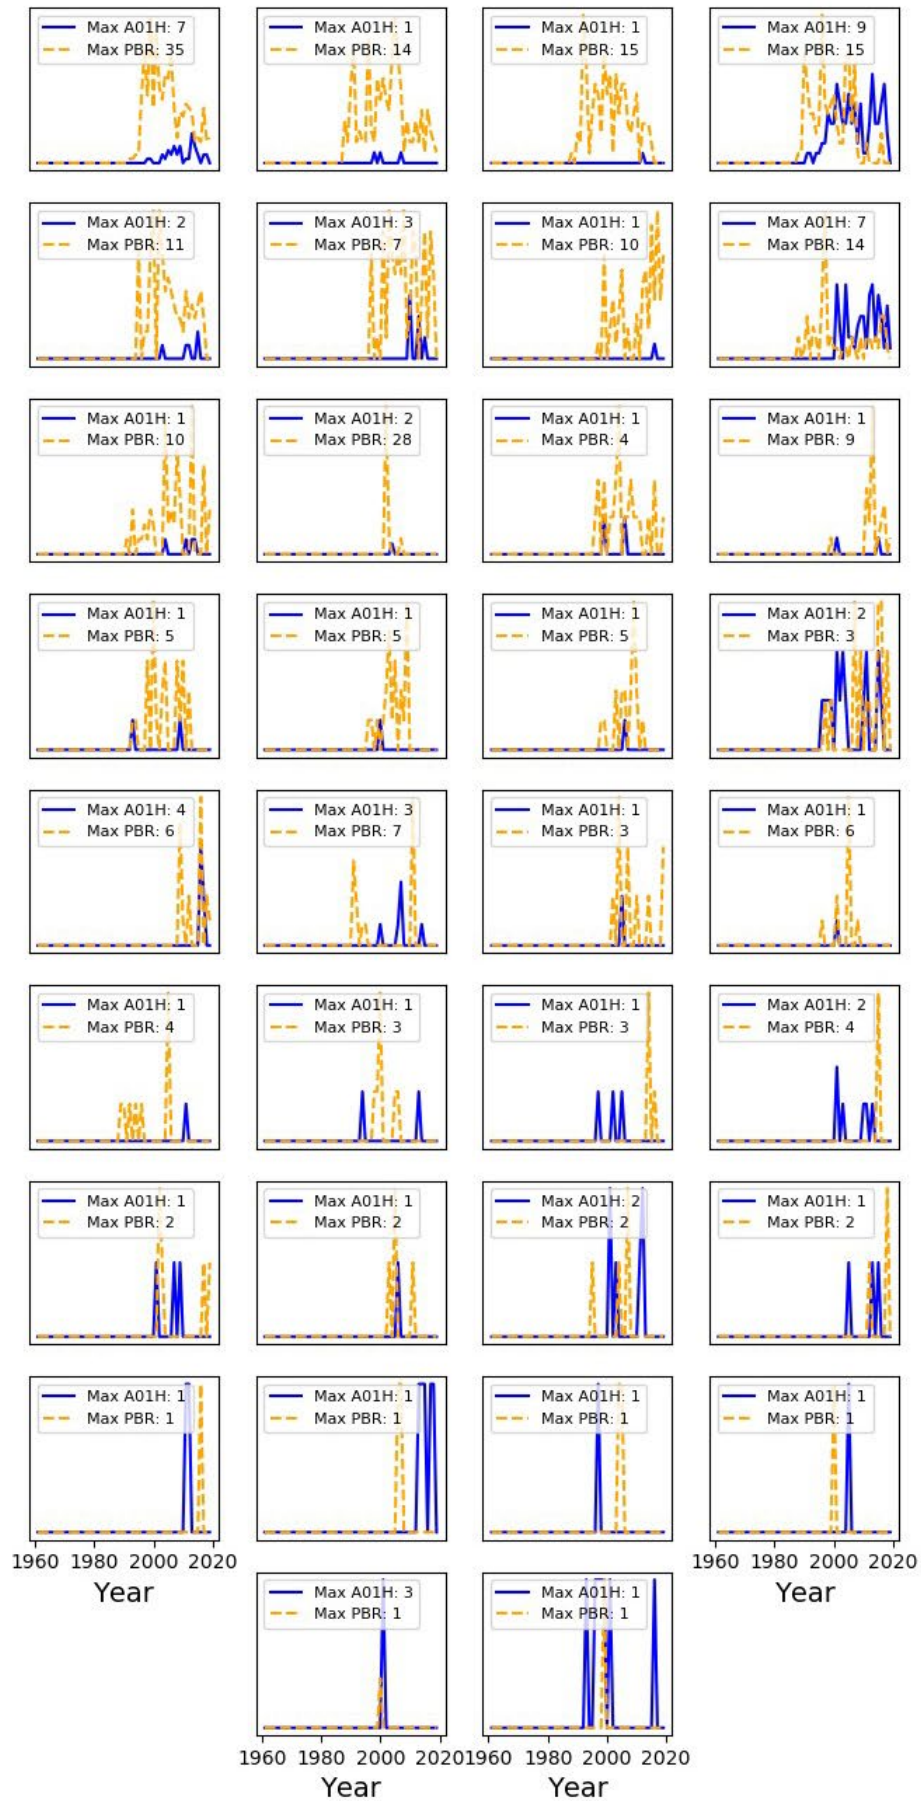 Max A01H: 7
Max PBR: 35
Max A01H: 1
Max PBR: 14
Max A01H: 1
Max PBR: 15
Max A01H: 9
Max PBR: 15
Max A01H: 2
Max PBR: 11
Max A01H: 3
Max PBR: 7
Max A01H: 1
Max PBR: 10
Max A01H: 7
Max PBR: 14
Max A01H: 1
Max PBR: 10
Max A01H: 2
Max PBR: 28
Max A01H: 1
Max PBR: 4
Max A01H: 1
Max PBR: 9
Max A01H: 1
Max PBR: 5
Max A01H: 1
Max PBR: 5
Max A01H: 1
Max PBR: 5
Max A01H: 2
Max PBR: 3
Max A01H: 4
Max PBR: 6
Max A01H: 3
Max PBR: 7
Max A01H: 1
Max PBR: 3
Max A01H: 1
Max PBR: 6
Max A01H: 1
Max PBR: 4
Max A01H: 1
Max PBR: 3
Max A01H: 1
Max PBR: 3
Max A01H: 2
Max PBR: 4
Max A01H: 1
Max PBR: 2
Max A01H: 1
Max PBR: 2
Max A01H: 2
Max PBR: 2
Max A01H: 1
Max PBR: 2
Max A01H: 1
Max PBR: 1
Max A01H: 1
Max PBR: 1
Max A01H: 1
Max PBR: 1
Max A01H: 1
Max PBR: 1
1960 1980 2000 2020
Year
1960 1980 2000 2020
Year
Max A01H: 3
Max PBR: 1
Max A01H: 1
Max PBR: 1
1960 1980 2000 2020
Year
1960 1980 2000 2020
Year